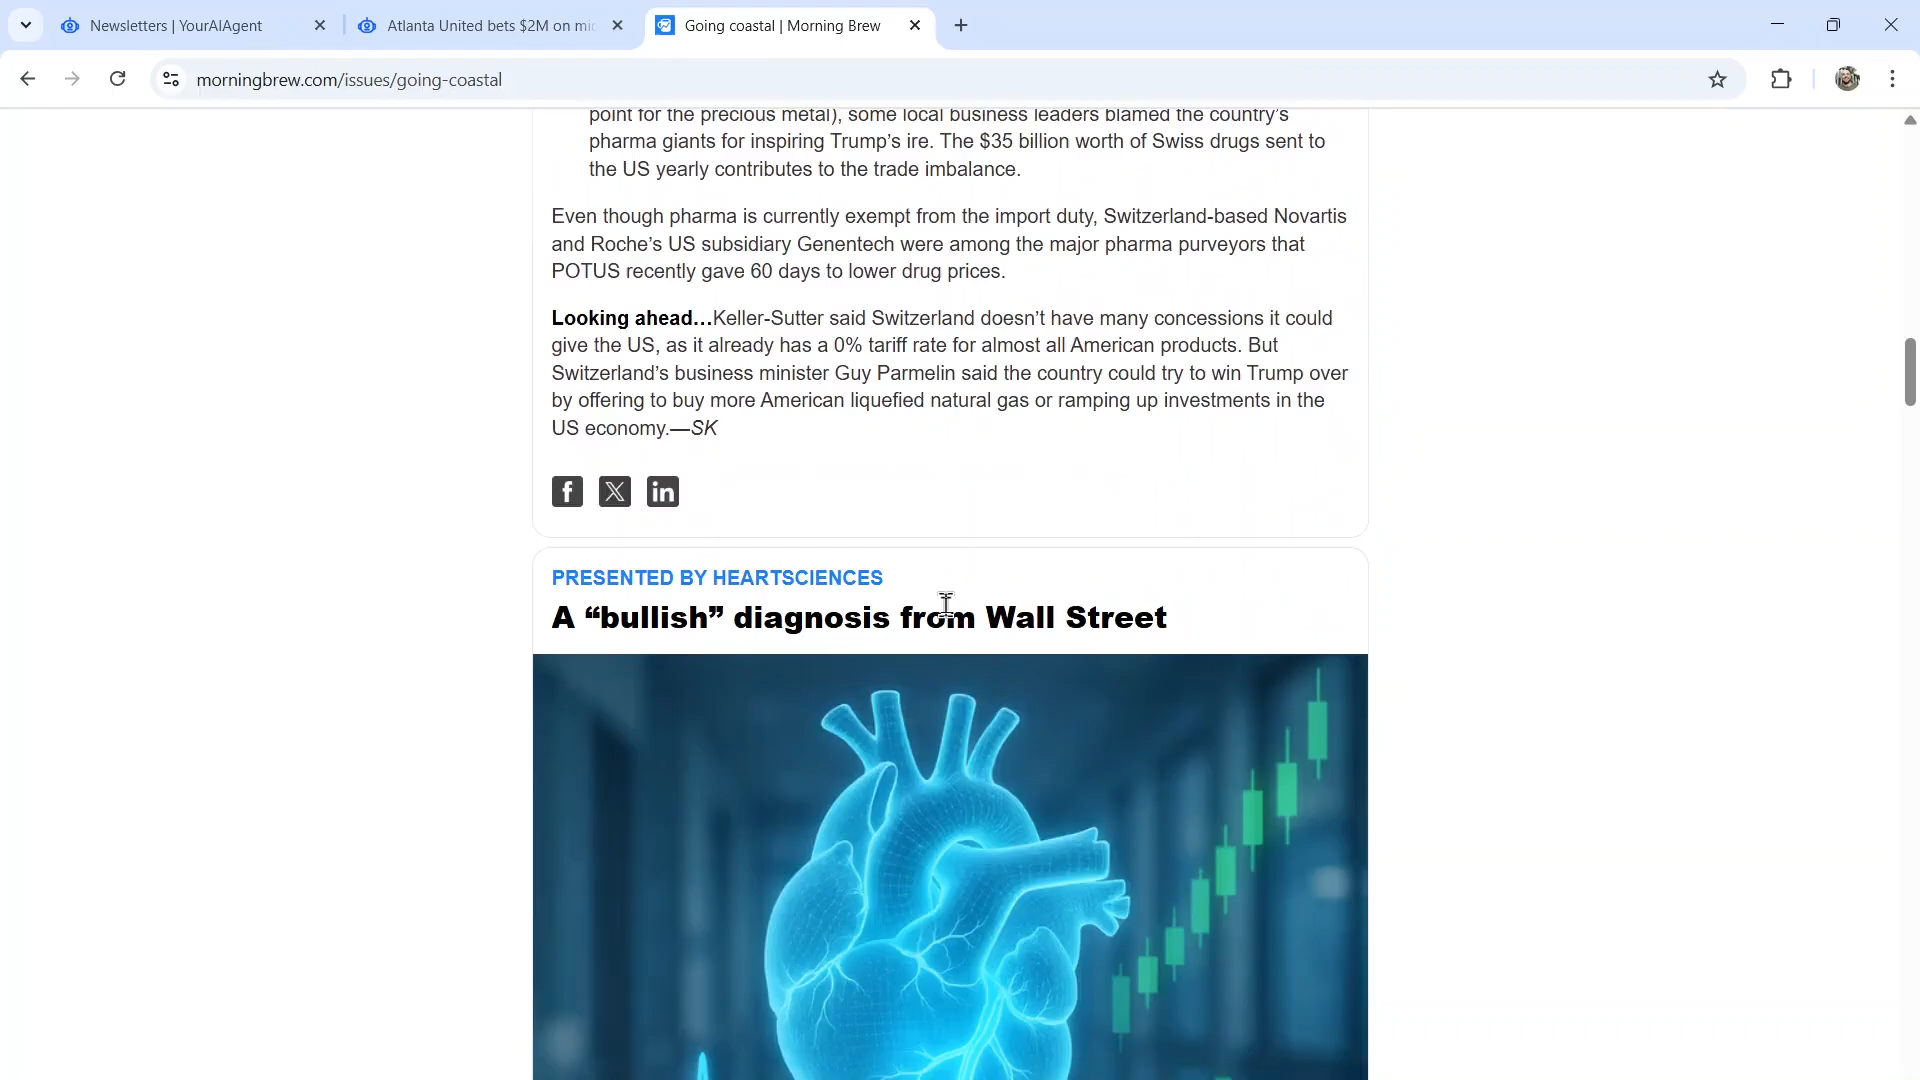 Newsletters | YourAIAgent
Atlanta United bets $2M on mi
Going coastal | Morning Brew
morningbrew.com/issues/going-coastal
point for the precious metal), some local business leaders blamed the country’s
pharma giants for inspiring Trump’s ire. The $35 billion worth of Swiss drugs sent to
the US yearly contributes to the trade imbalance.
Even though pharma is currently exempt from the import duty, Switzerland-based Novartis
and Roche’s US subsidiary Genentech were among the major pharma purveyors that
POTUS recently gave 60 days to lower drug prices.
Looking ahead…Keller-Sutter said Switzerland doesn’t have many concessions it could
give the US, as it already has a 0% tariff rate for almost all American products. But
Switzerland’s business minister Guy Parmelin said the country could try to win Trump over
by offering to buy more American liquefied natural gas or ramping up investments in the
US economy.—SK
f X in
PRESENTED BY HEARTSCIENCES
A “bullish” diagnosis from Wall Street